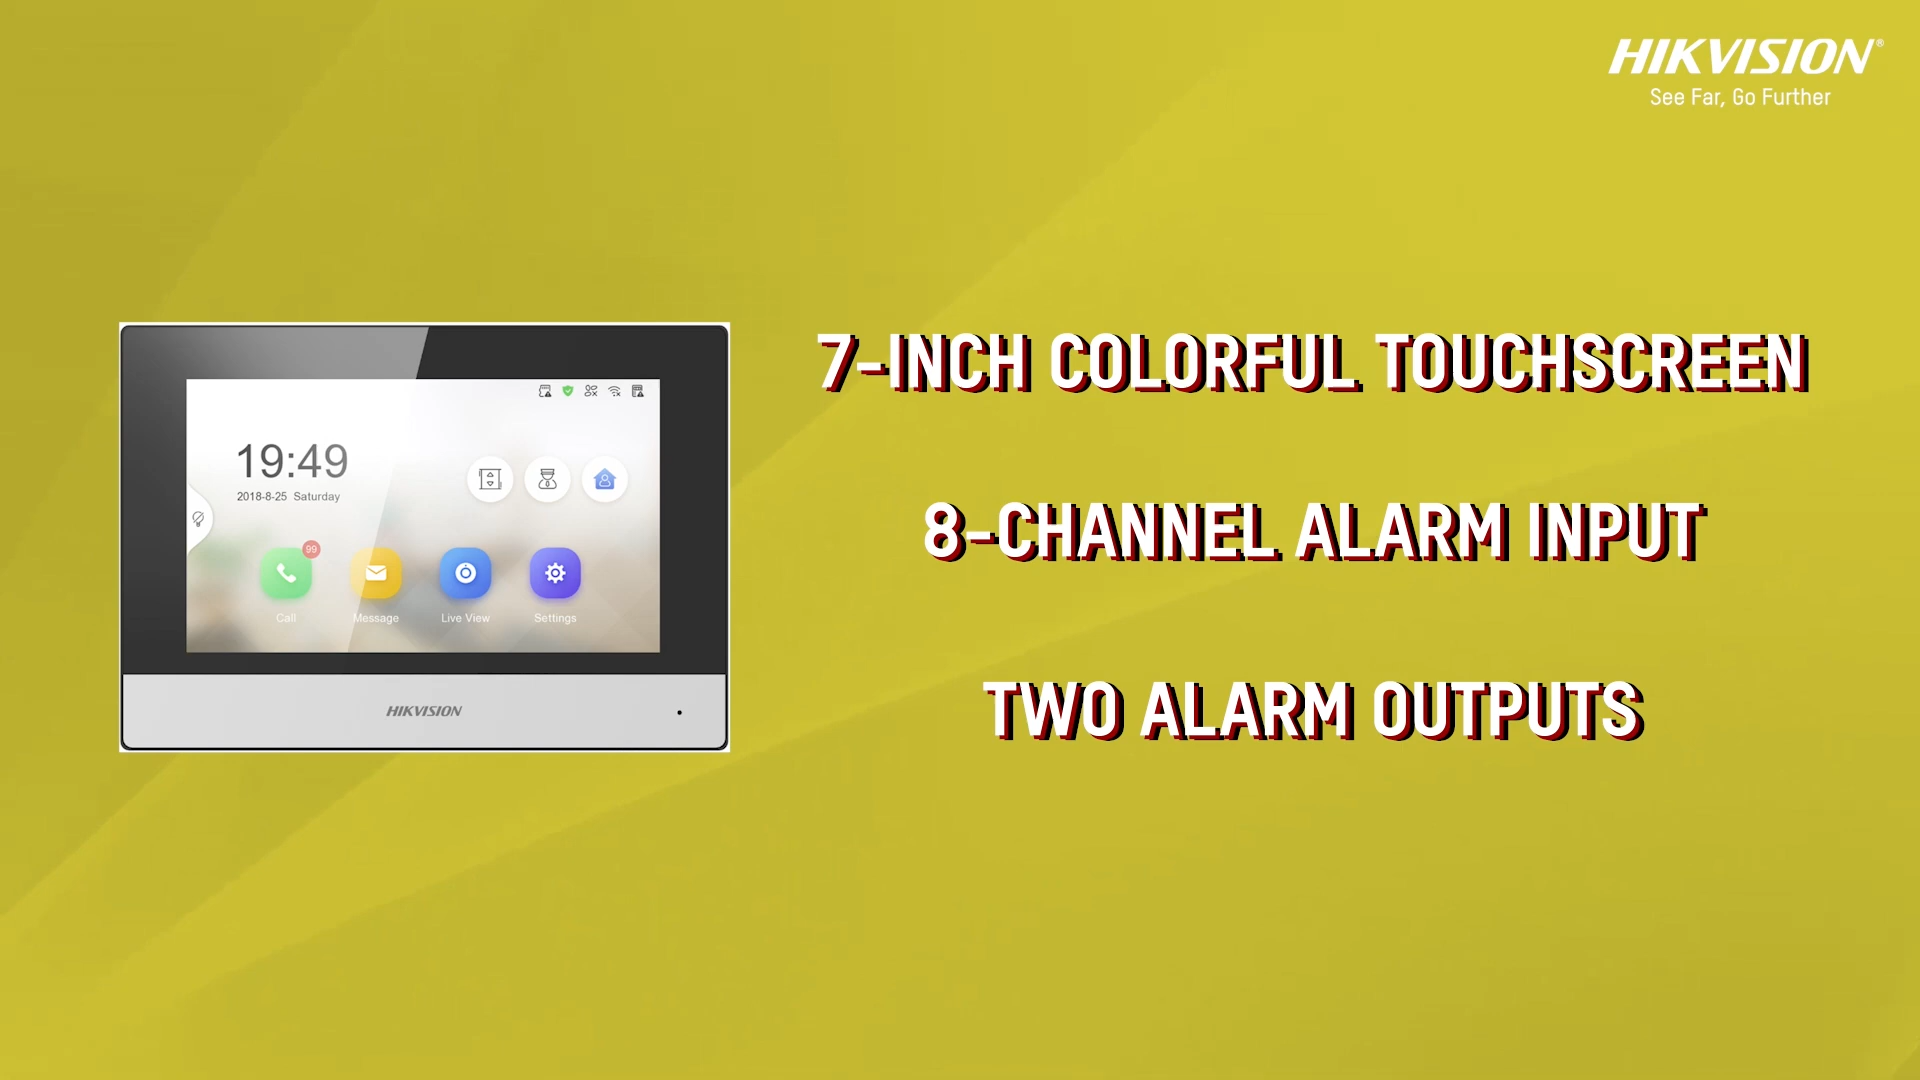 HIKVISION®
See Far, Go Further
19:49
2018-8-25 Saturday
99
Call
Message
Live View
Settings
HIKVISION
7-INCH COLORFUL TOUCHSCREEN
8-CHANNEL ALARM INPUT
TWO ALARM OUTPUTS